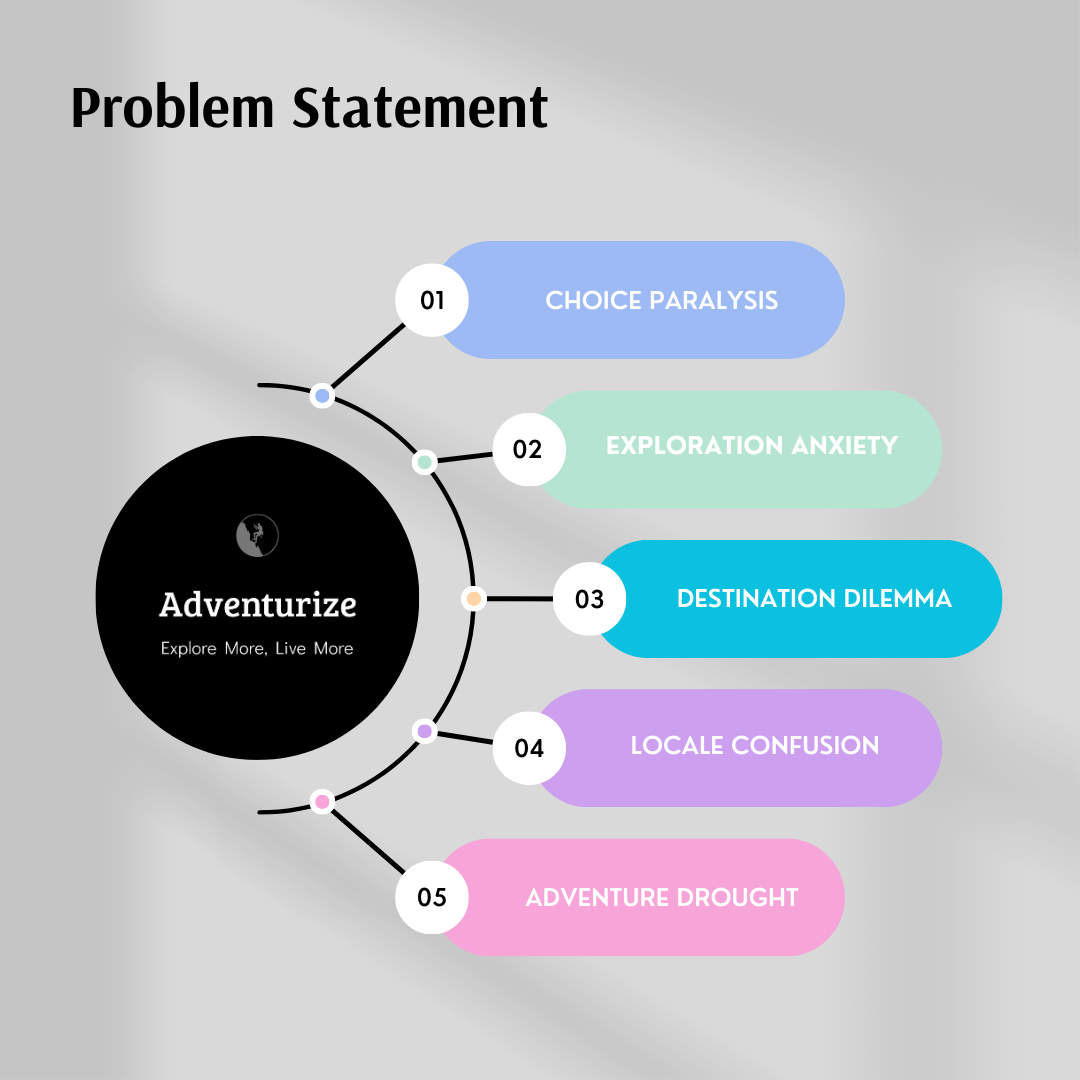 Problem Statement
01
CHOICE PARALYSIS
02
EXPLORATION ANXIETY
Adventurize
Explore More, Live More
03
DESTINATION DILEMMA
04
LOCALE CONFUSION
05
ADVENTURE DROUGHT